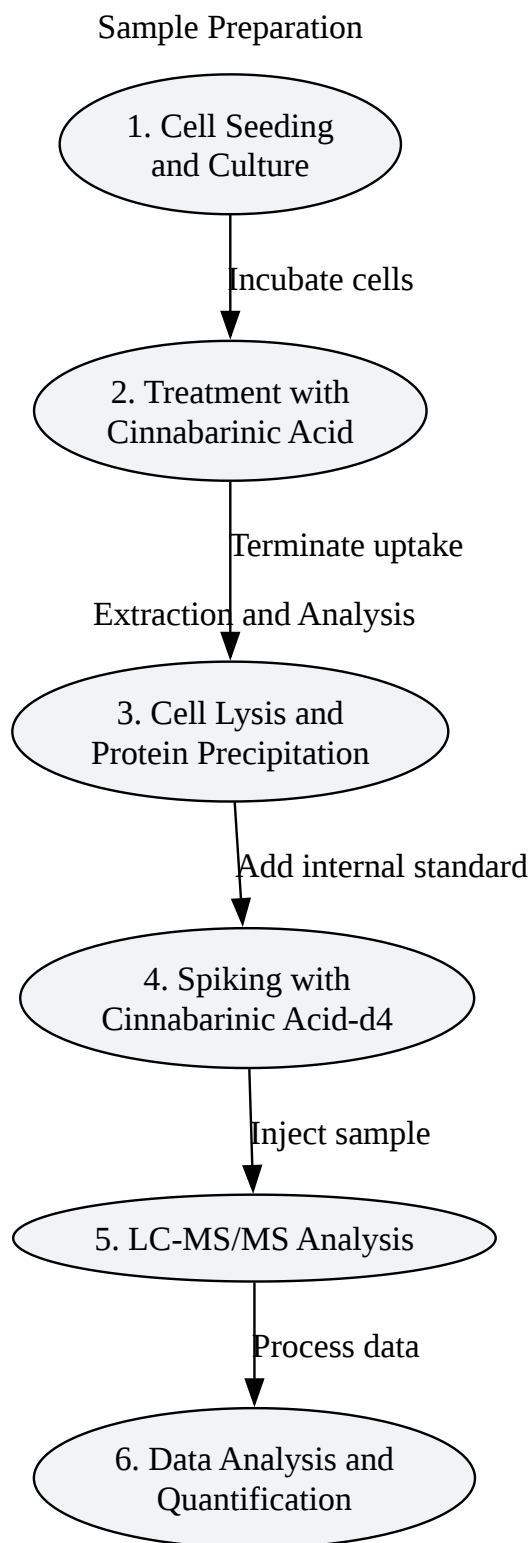 Sample Preparation
1. Cell Seeding
and Culture
Incubate cells
2. Treatment with
Cinnabarinic Acid
Terminate uptake
Extraction and Analysis
3. Cell Lysis and
Protein Precipitation
Add internal standard
4. Spiking with
Cinnabarinic Acid-d4
Inject sample
5. LC-MS/MS Analysis
Process data
6. Data Analysis and
Quantification